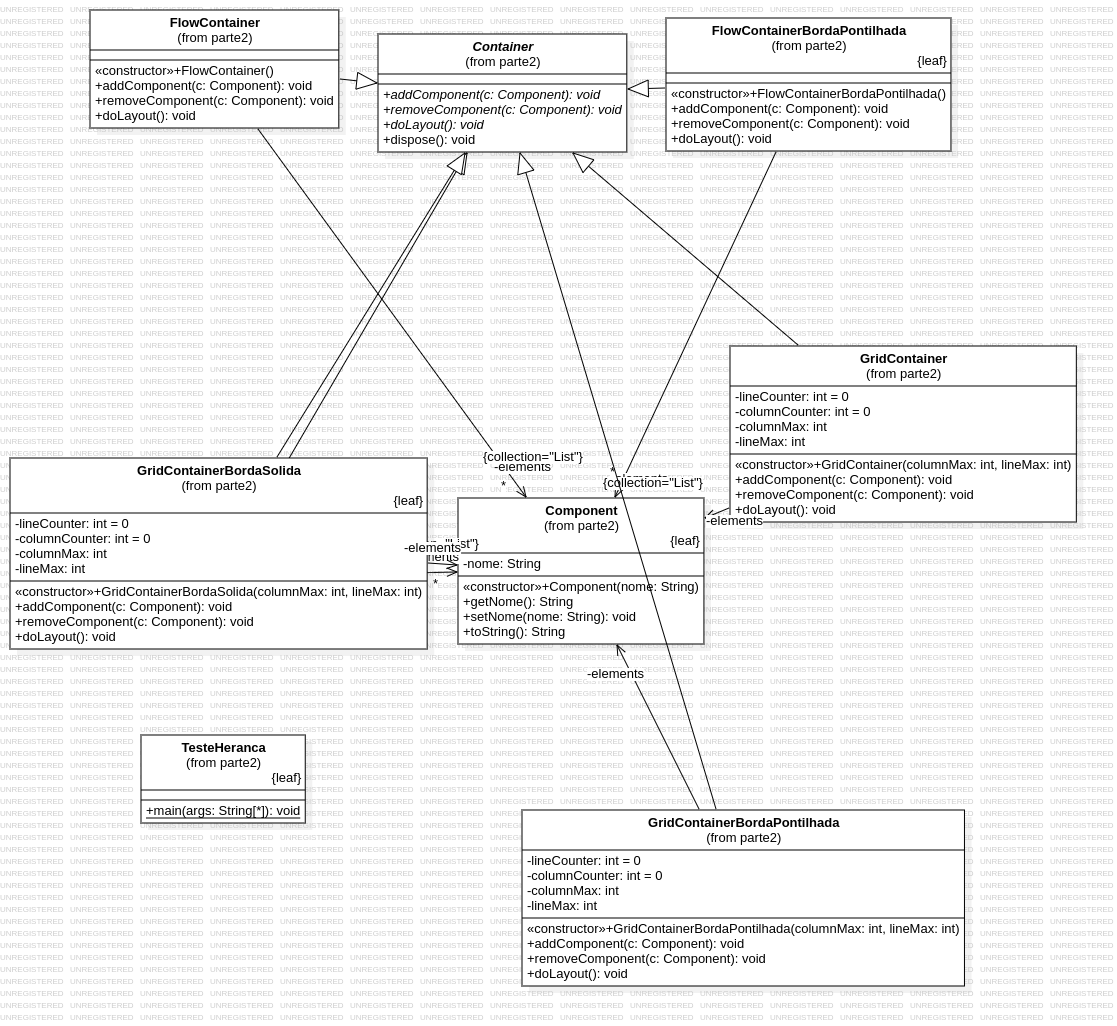 FlowContainer
(from parte2)
«constructor»+FlowContainer()
+addComponent(c: Component): void
+removeComponent(c: Component): void
+doLayout(): void
Container
(from parte2)
+addComponent(c: Component): void
+removeComponent(c: Component): void
+doLayout(): void
+dispose(): void
FlowContainerBordaPontilhada
(from parte2)
{leaf}
«constructor»+FlowContainerBordaPontilhada()
+addComponent(c: Component): void
+removeComponent(c: Component): void
+doLayout(): void
GridContainer
(from parte2)
-lineCounter: int = 0
-columnCounter: int = 0
-columnMax: int
-lineMax: int
«constructor»+GridContainer(columnMax: int, lineMax: int)
+addComponent(c: Component): void
+removeComponent(c: Component): void
+doLayout(): void
{collection="List"}
-elements
*
*
{collection="List"}
-elements
GridContainerBordaSolida
(from parte2)
{leaf}
-lineCounter: int = 0
-columnCounter: int = 0
-columnMax: int
-lineMax: int
«constructor»+GridContainerBordaSolida(columnMax: int, lineMax: int)
+addComponent(c: Component): void
+removeComponent(c: Component): void
+doLayout(): void
-elements
*
Component
(from parte2)
{leaf}
-nome: String
«constructor»+Component(nome: String)
+getNome(): String
+setNome(nome: String): void
+toString(): String
-elements
TesteHeranca
(from parte2)
{leaf}
+main(args: String[*]): void
GridContainerBordaPontilhada
(from parte2)
-lineCounter: int = 0
-columnCounter: int = 0
-columnMax: int
-lineMax: int
«constructor»+GridContainerBordaPontilhada(columnMax: int, lineMax: int)
+addComponent(c: Component): void
+removeComponent(c: Component): void
+doLayout(): void
UNREGISTERED